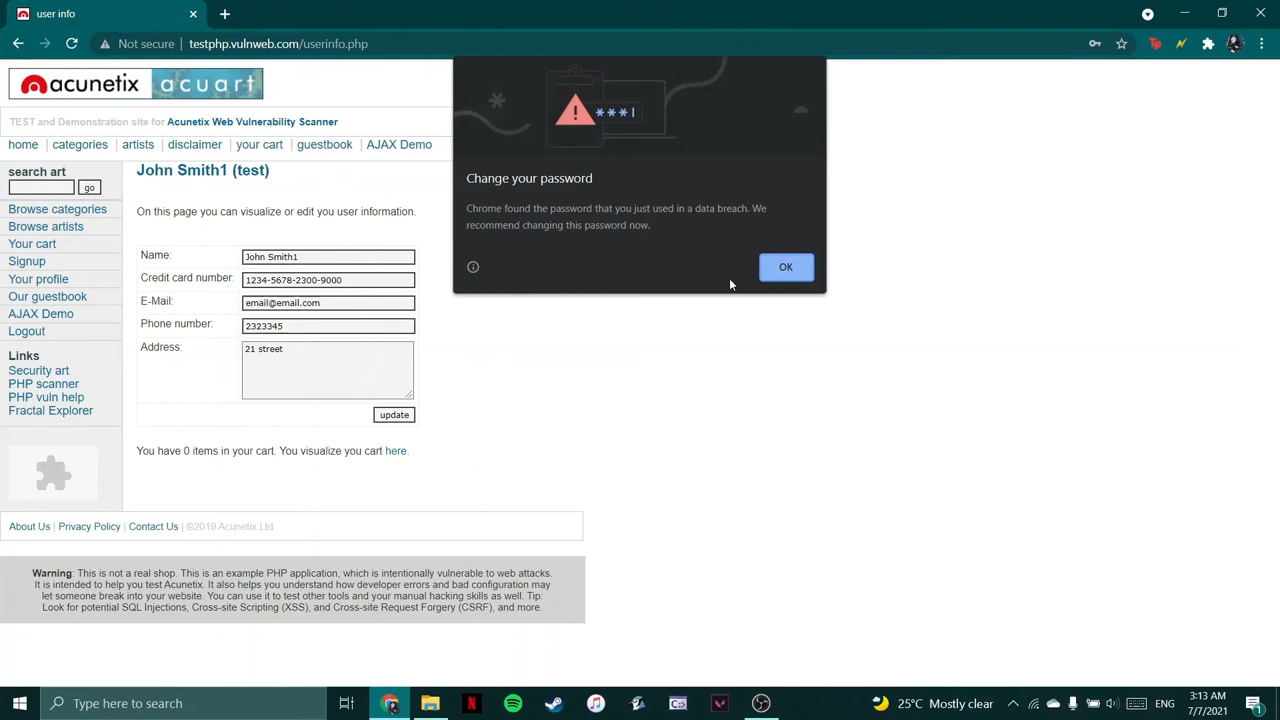 user info
Not secure
testphp.vulnweb.com/userinfo.php
acunetix acuart
TEST and Demonstration site for Acunetix Web Vulnerability Scanner
home | categories | artists | disclaimer | your cart | guestbook | AJAX Demo
search art
go
Browse categories
Browse artists
Your cart
Signup
Your profile
Our guestbook
AJAX Demo
Logout
Links
Security art
PHP scanner
PHP vuln help
Fractal Explorer
John Smith1 (test)
On this page you can visualize or edit you user information.
Name: John Smith1
Credit card number: 1234-5678-2300-9000
E-Mail: email@email.com
Phone number: 2323345
Address: 21 street
update
You have 0 items in your cart. You visualize you cart here.
***
Change your password
Chrome found the password that you just used in a data breach. We
recommend changing this password now.
OK
About Us | Privacy Policy | Contact Us | ©2019 Acunetix Ltd
Warning: This is not a real shop. This is an example PHP application, which is intentionally vulnerable to web attacks.
It is intended to help you test Acunetix. It also helps you understand how developer errors and bad configuration may
let someone break into your website. You can use it to test other tools and your manual hacking skills as well. Tip:
Look for potential SQL Injections, Cross-site Scripting (XSS), and Cross-site Request Forgery (CSRF), and more.
Type here to search
25°C Mostly clear
ENG
3:13 AM
7/7/2021
1